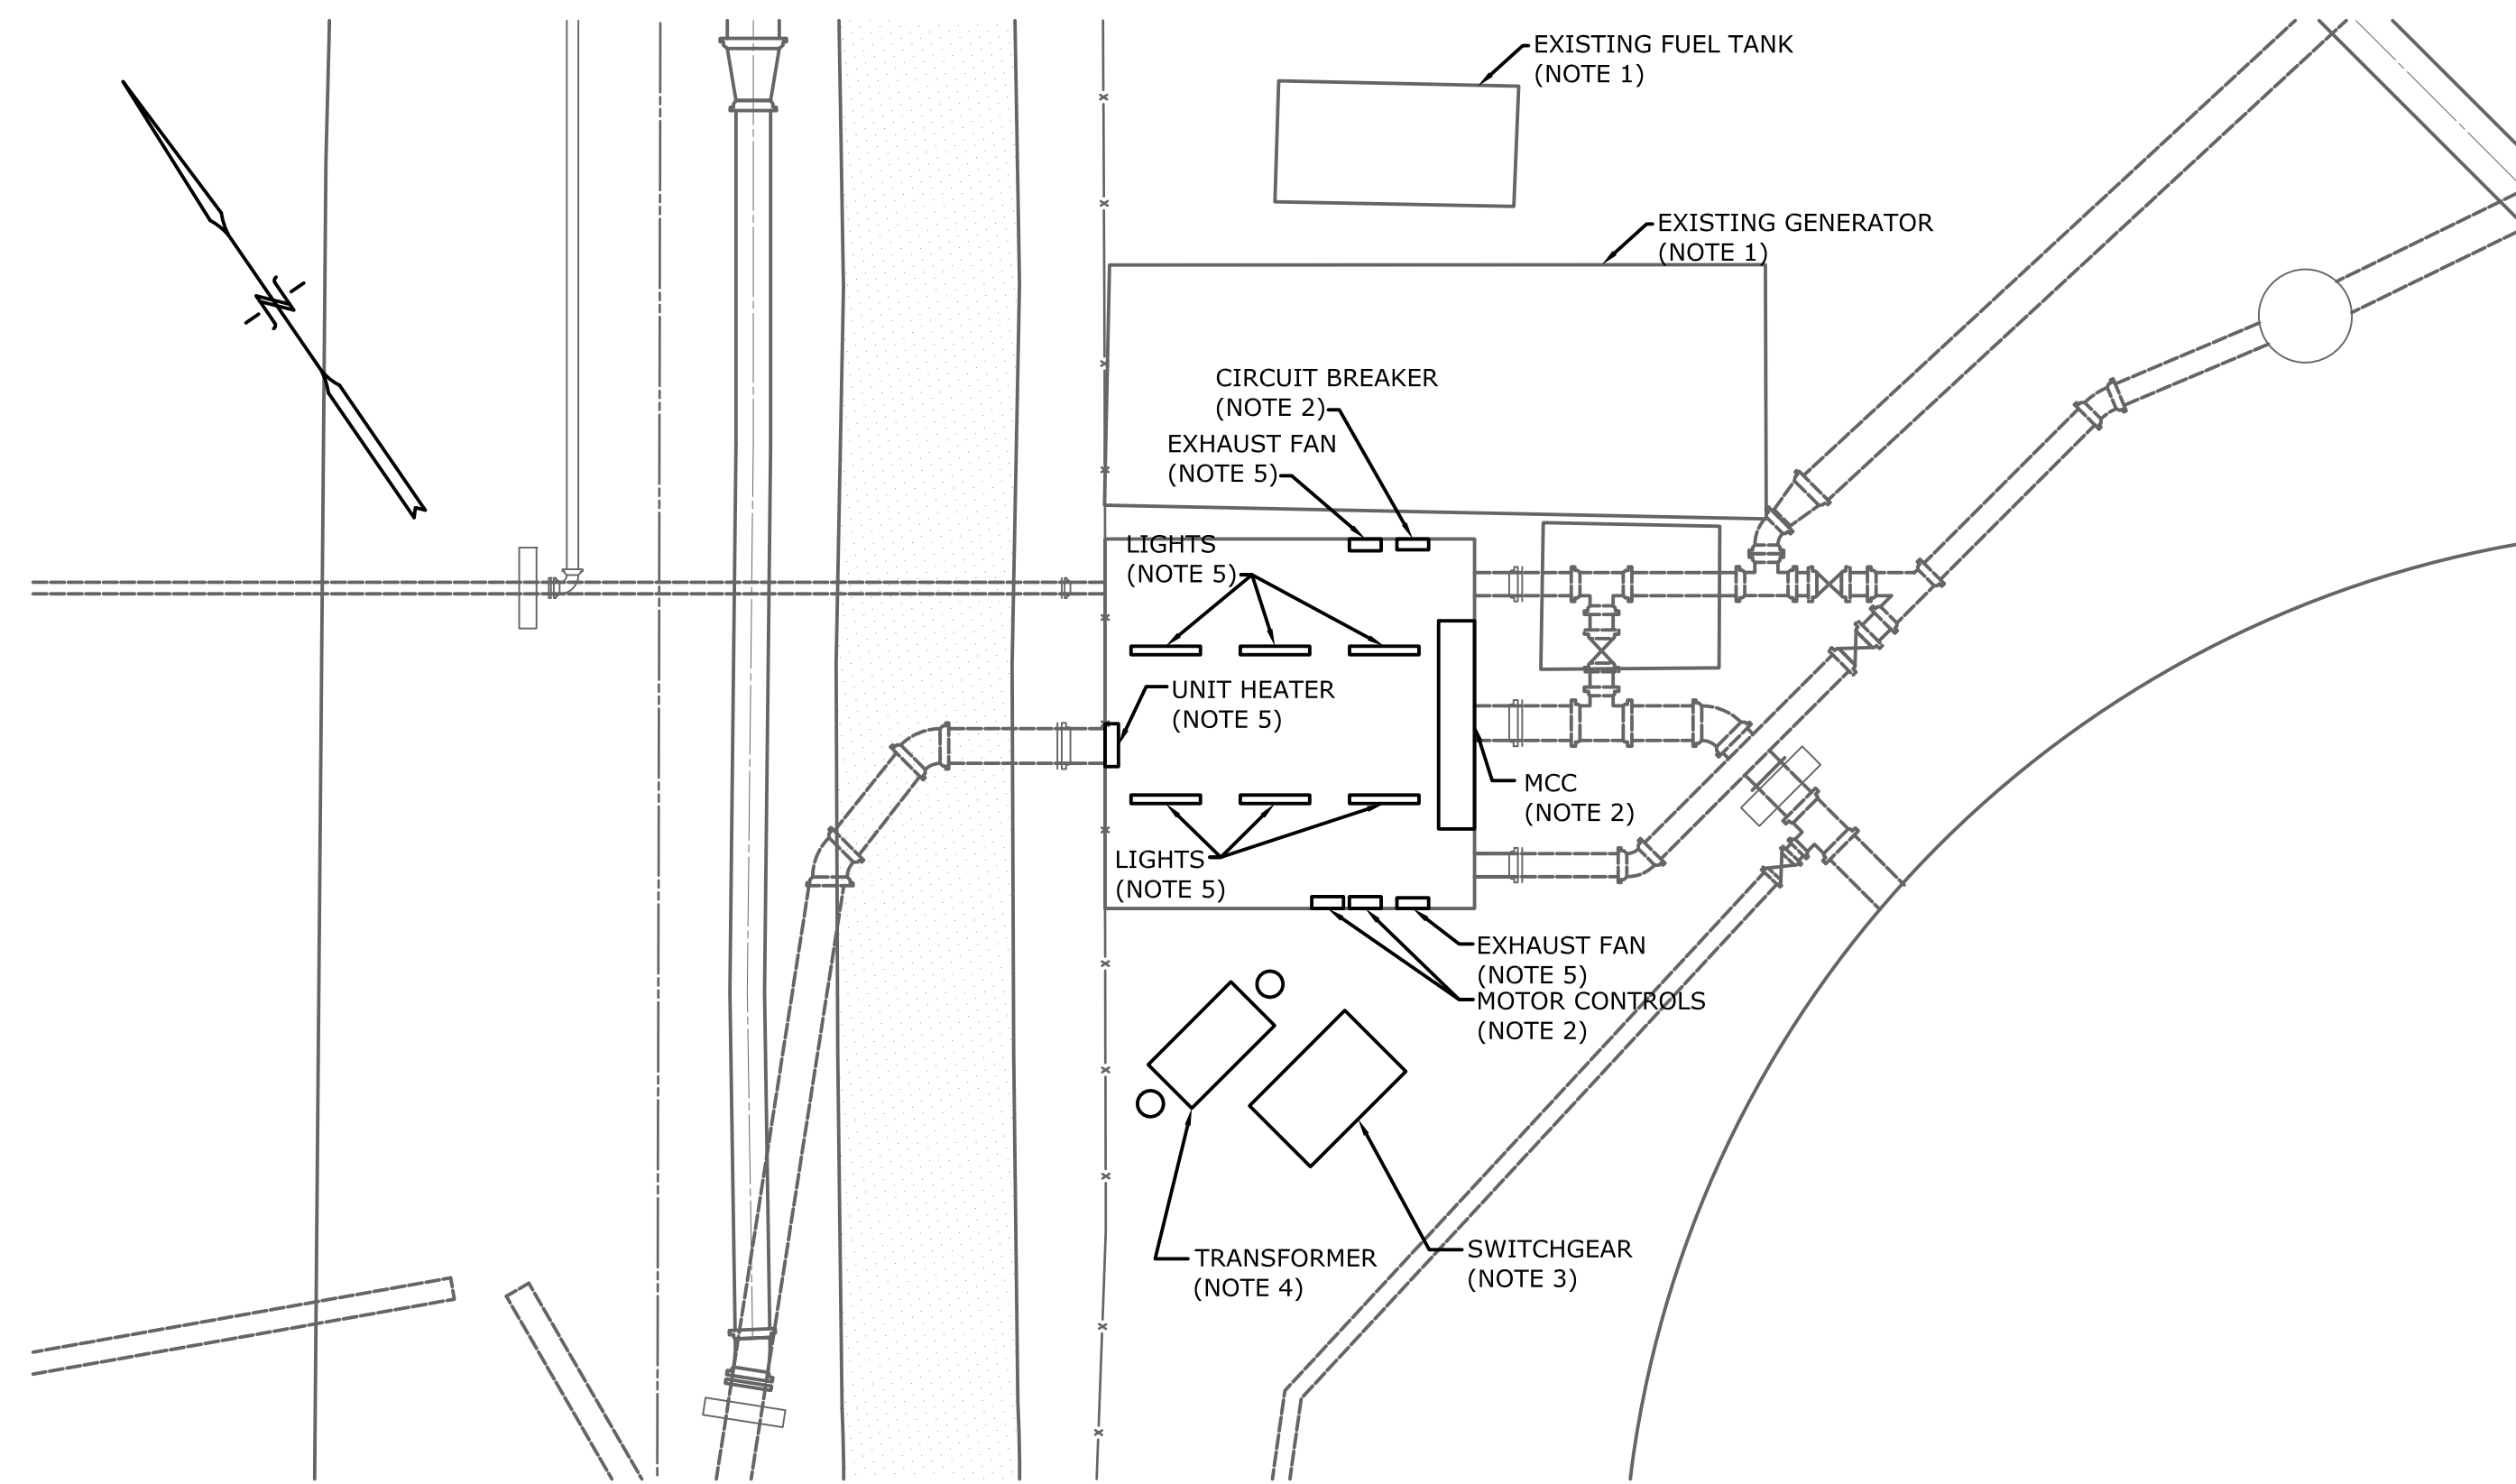 EXISTING FUEL TANK
(NOTE 1)
EXISTING GENERATOR
(NOTE 1)
CIRCUIT BREAKER
(NOTE 2)
EXHAUST FAN
(NOTE 5)
LIGHTS
(NOTE 5)
UNIT HEATER
(NOTE 5)
MCC
(NOTE 2)
LIGHTS
(NOTE 5)
EXHAUST FAN
(NOTE 5)
MOTOR CONTROLS
(NOTE 2)
TRANSFORMER
(NOTE 4)
SWITCHGEAR
(NOTE 3)